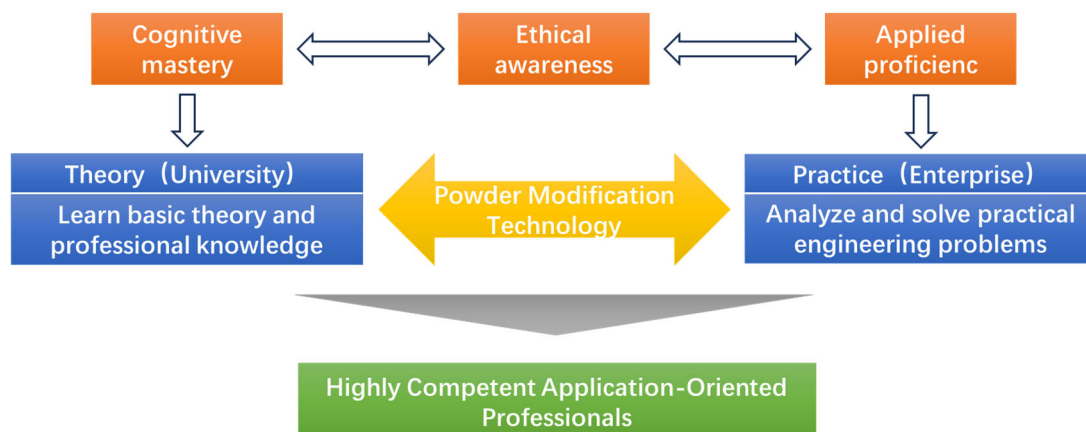 Cognitive
mastery
Ethical
awareness
Applied
proficienc
Theory（University）
Learn basic theory and
professional knowledge
Powder Modification
Technology
Practice（Enterprise）
Analyze and solve practical
engineering problems
Highly Competent Application-Oriented
Professionals